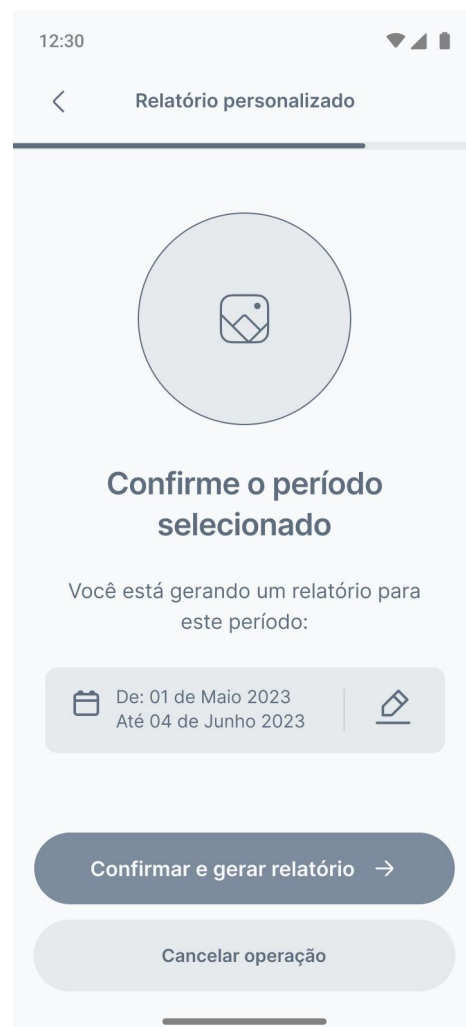 12:30
Relatório personalizado
Confirme o período
selecionado
Você está gerando um relatório para
este período:
De: 01 de Maio 2023
Até 04 de Junho 2023
Confirmar e gerar relatório →
Cancelar operação